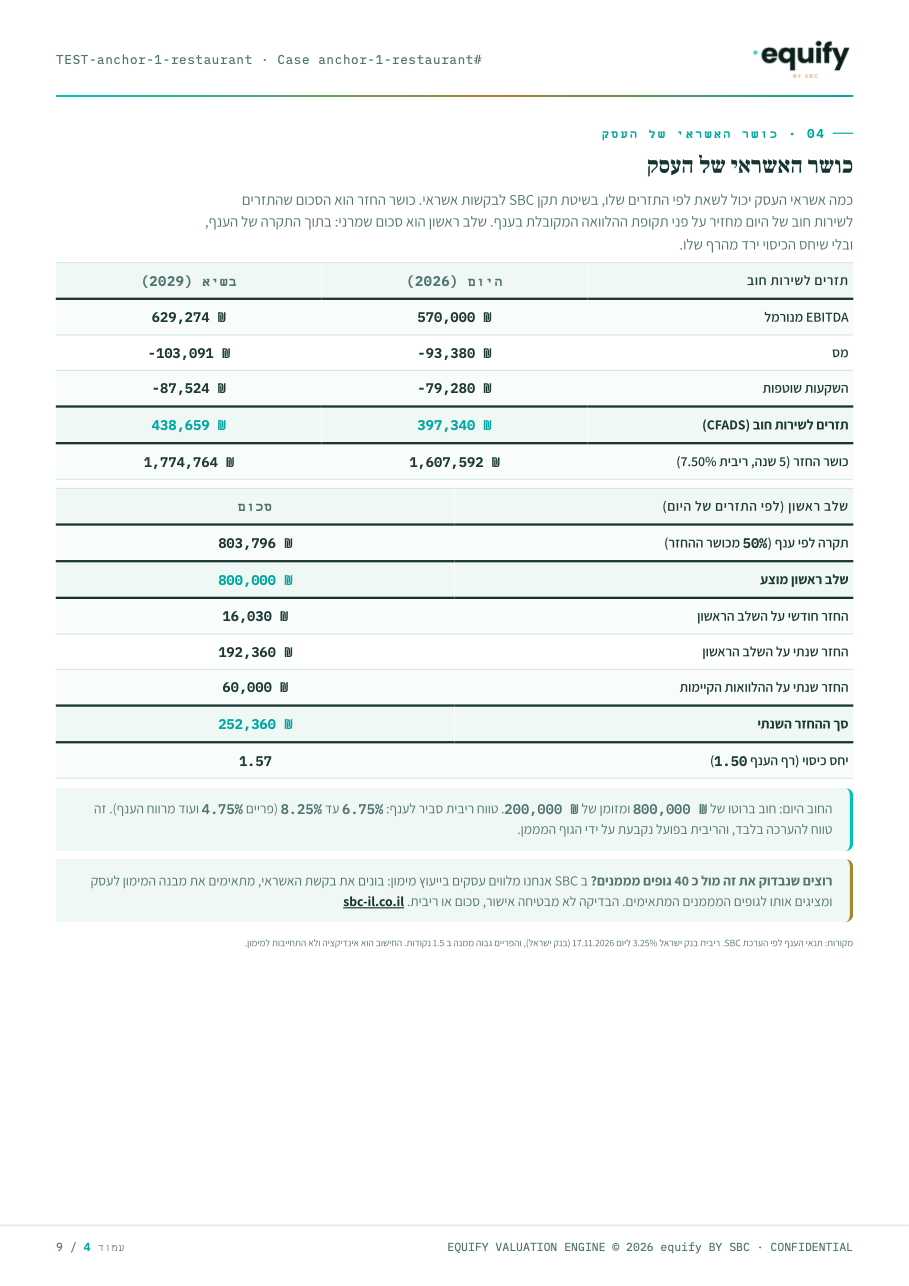 TEST-anchor-1-restaurant · Case anchor-1-restaurant#
equify
BY SBC
04 · כושר האשראי של העסק
כושר האשראי של העסק
כמה אשראי העסק יכול לשאת לפי התזרים שלו, בשיטת תקן SBC לבקשות אשראי. כושר החזר הוא הסכום שהתזרים
לשירות חוב של היום מחזיר על פני תקופת ההלוואה המקובלת בענף. שלב ראשון הוא סכום שמרני: בתוך התקרה של הענף,
ובלי שיחס הכיסוי ירד מהרף שלו.
תזרים לשירות חוב היום (2026) בשיא (2029)
EBITDA מנורמל ₪ 570,000 ₪ 629,274
מס ₪ 93,380- ₪ 103,091-
השקעות שוטפות ₪ 79,280- ₪ 87,524-
תזרים לשירות חוב (CFADS) ₪ 397,340 ₪ 438,659
כושר החזר (5 שנה, ריבית 7.50%) ₪ 1,607,592 ₪ 1,774,764
שלב ראשון (לפי התזרים של היום) סכום
תקרה לפי ענף (50% מכושר ההחזר) ₪ 803,796
שלב ראשון מוצע ₪ 800,000
החזר חודשי על השלב הראשון ₪ 16,030
החזר שנתי על השלב הראשון ₪ 192,360
החזר שנתי על ההלוואות הקיימות ₪ 60,000
סך ההחזר השנתי ₪ 252,360
יחס כיסוי (רף הענף 1.50) 1.57
החוב היום: חוב ברוטו של ₪ 800,000 ומזומן של ₪ 200,000. טווח ריבית סביר לענף: 6.75% עד 8.25% (פריים 4.75% ועוד מרווח הענף). זה
טווח להערכה בלבד, והריבית בפועל נקבעת על ידי הגוף המממן.
רוצים שנבדוק את זה מול כ 40 גופים מממנים? ב SBC אנחנו מלווים עסקים בייעוץ מימון: בונים את בקשת האשראי, מתאימים את מבנה המימון לעסק
ומציגים אותו לגופים המממנים המתאימים. הבדיקה לא מבטיחה אישור, סכום או ריבית. sbc-il.co.il
מקורות: תנאי הענף לפי הערכת SBC. ריבית בנק ישראל 3.25% ליום 17.11.2026 (בנק ישראל), והפריים גבוה ממנה ב 1.5 נקודות. החישוב הוא אינדיקציה ולא התחייבות למימון.
EQUIFY VALUATION ENGINE © 2026 equify BY SBC · CONFIDENTIAL
עמוד 4 / 9